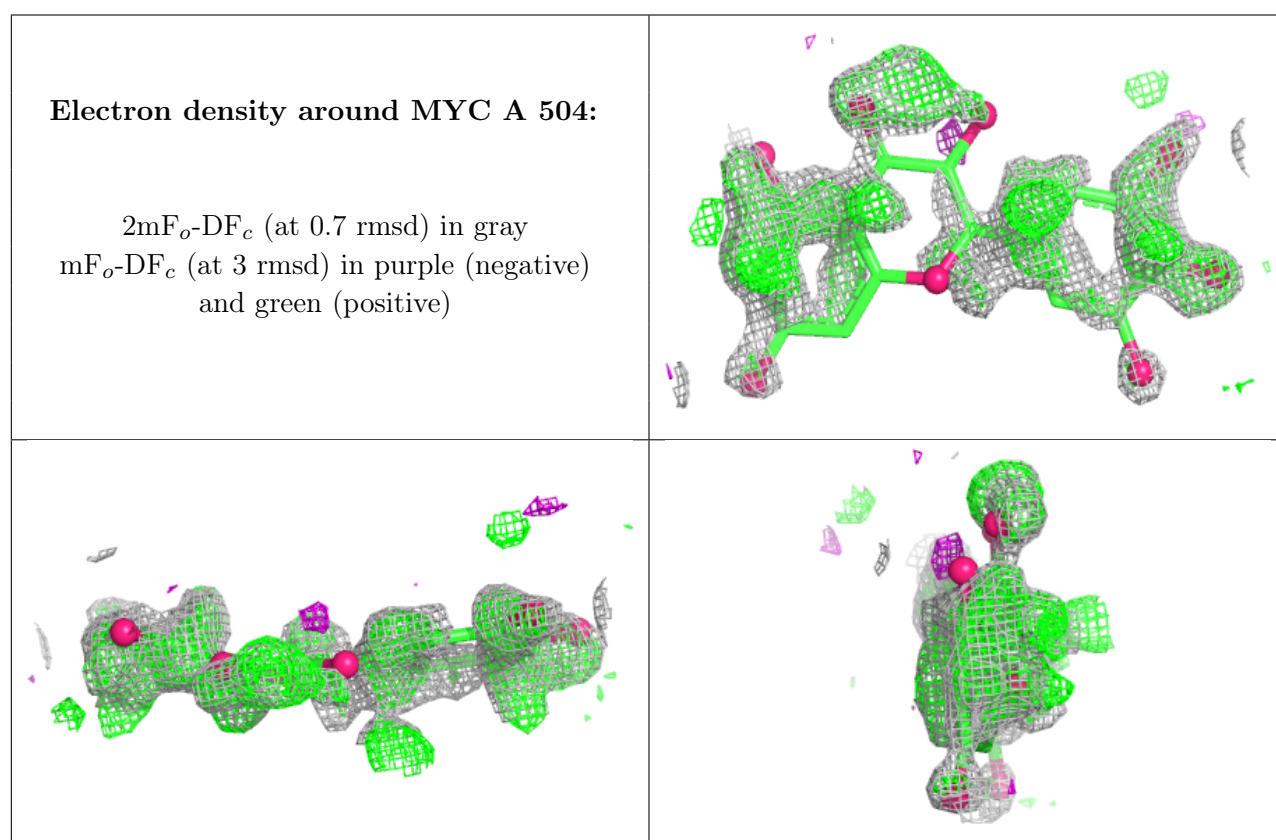 Electron density around MYC A 504:
2mFo-DFc (at 0.7 rmsd) in gray
mFo-DFc (at 3 rmsd) in purple (negative)
and green (positive)